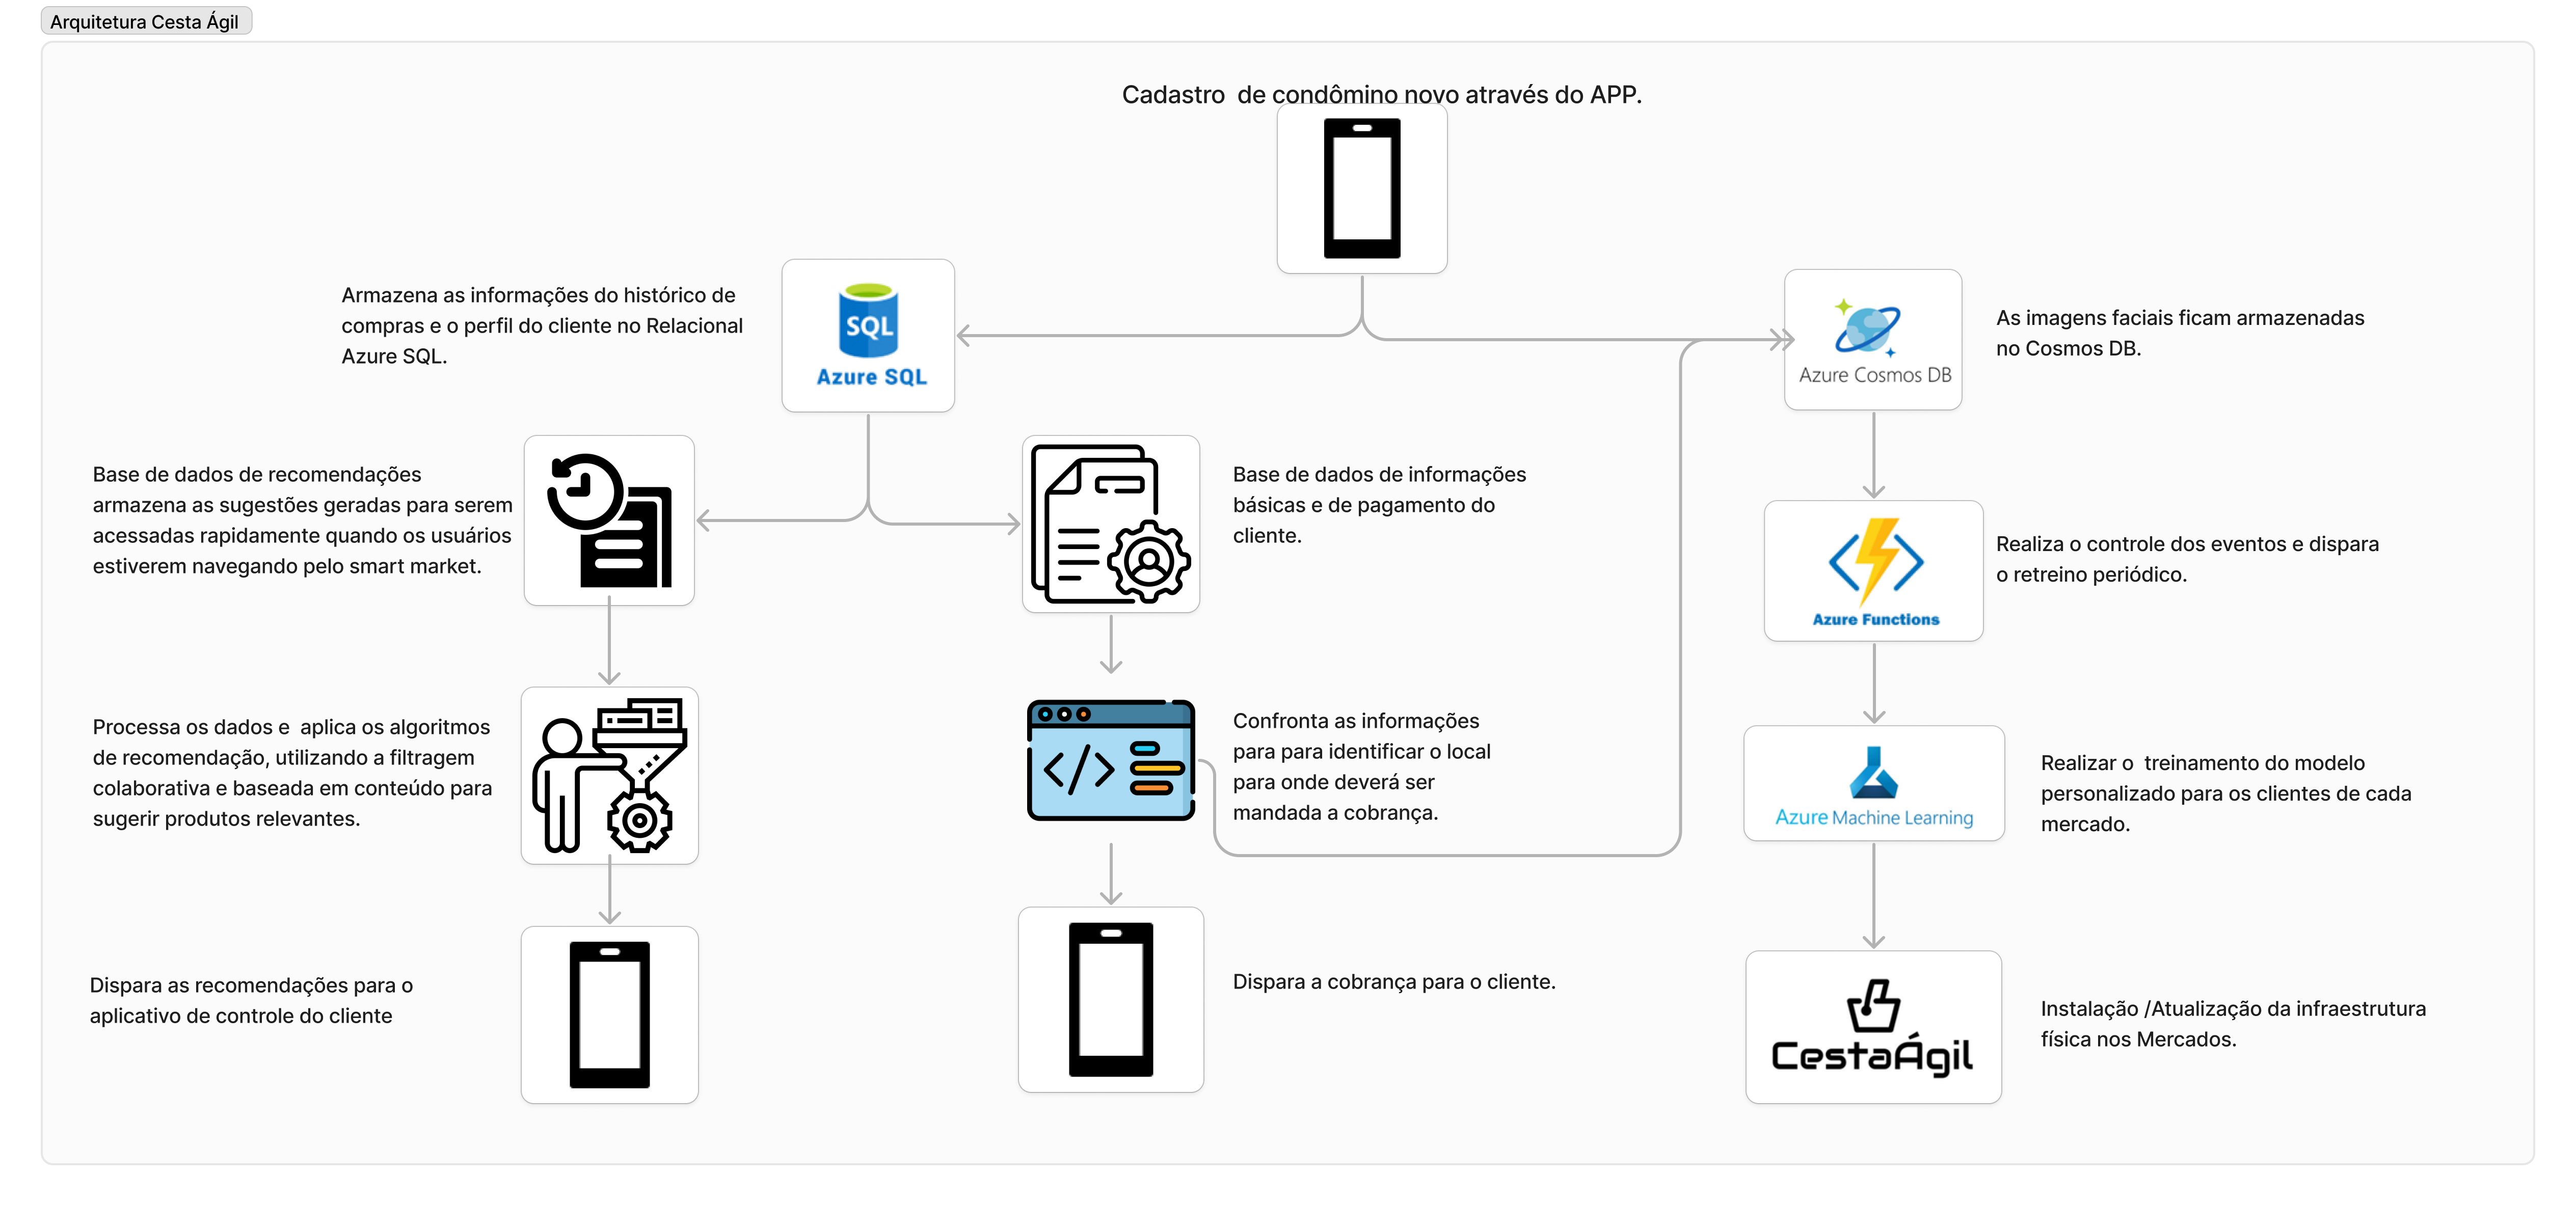 Arquitetura Cesta Ágil
Cadastro  de condômino novo através do APP.
Armazena as informações do histórico de
compras e o perfil do cliente no Relacional
Azure SQL.
SQL
Azure SQL
Azure Cosmos DB
As imagens faciais ficam armazenadas
no Cosmos DB.
Base de dados de recomendações
armazena as sugestões geradas para serem
acessadas rapidamente quando os usuários
estiverem navegando pelo smart market.
Base de dados de informações
básicas e de pagamento do
cliente.
Azure Functions
Realiza o controle dos eventos e dispara
o retreino periódico.
Processa os dados e  aplica os algoritmos
de recomendação, utilizando a filtragem
colaborativa e baseada em conteúdo para
sugerir produtos relevantes.
</>
Confronta as informações
para para identificar o local
para onde deverá ser
mandada a cobrança.
Azure Machine Learning
Realizar o  treinamento do modelo
personalizado para os clientes de cada
mercado.
Dispara as recomendações para o
aplicativo de controle do cliente
Dispara a cobrança para o cliente.
CestaÁgil
Instalação /Atualização da infraestrutura
física nos Mercados.